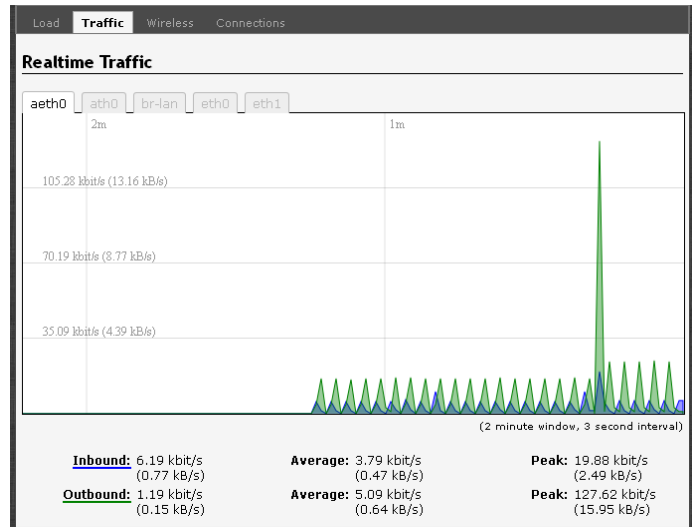 Load Traffic Wireless Connections
Realtime Traffic
aeth0 ath0 br-lan eth0 eth1
2m 1m
105.28 kbit/s (13.16 kB/s)
70.19 kbit/s (8.77 kB/s)
35.09 kbit/s (4.39 kB/s)
(2 minute window, 3 second interval)
Inbound: 6.19 kbit/s Average: 3.79 kbit/s Peak: 19.88 kbit/s
(0.77 kB/s) (0.47 kB/s) (2.49 kB/s)
Outbound: 1.19 kbit/s Average: 5.09 kbit/s Peak: 127.62 kbit/s
(0.15 kB/s) (0.64 kB/s) (15.95 kB/s)